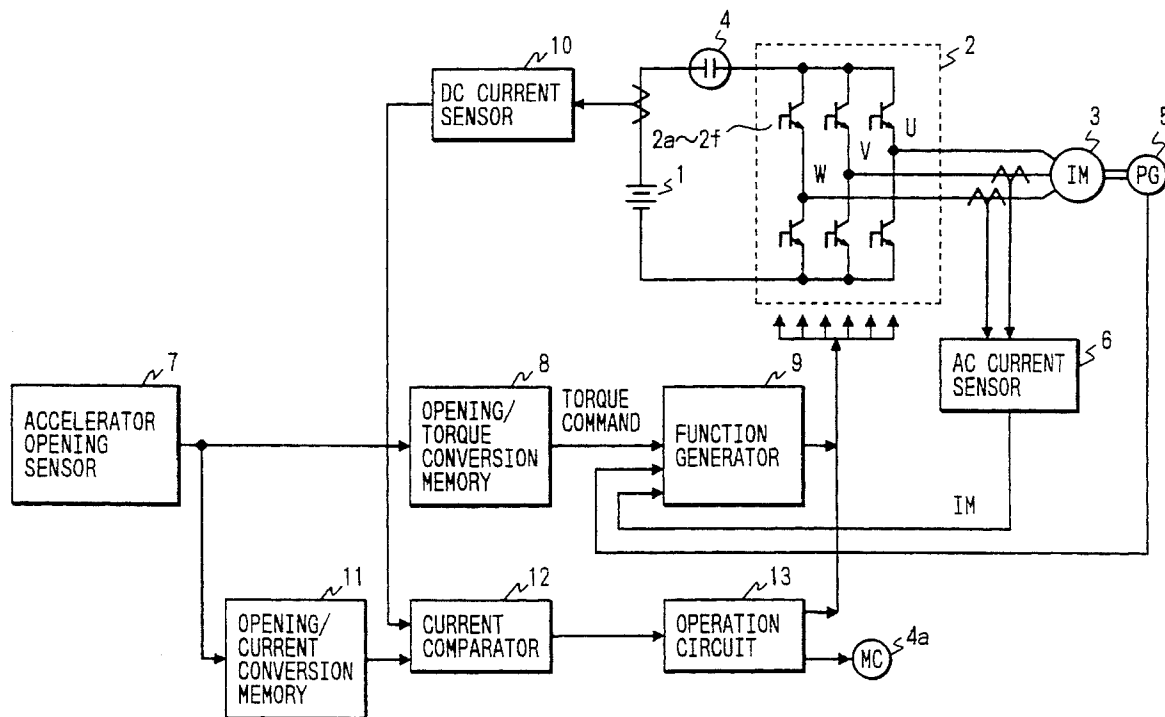 10
DC CURRENT
SENSOR
4
2
2a~2f
U
V
W
1
3
IM
5
PG
6
AC CURRENT
SENSOR
7
ACCELERATOR
OPENING
SENSOR
8
OPENING/
TORQUE
CONVERSION
MEMORY
TORQUE
COMMAND
9
FUNCTION
GENERATOR
IM
11
OPENING/
CURRENT
CONVERSION
MEMORY
12
CURRENT
COMPARATOR
13
OPERATION
CIRCUIT
MC
4a